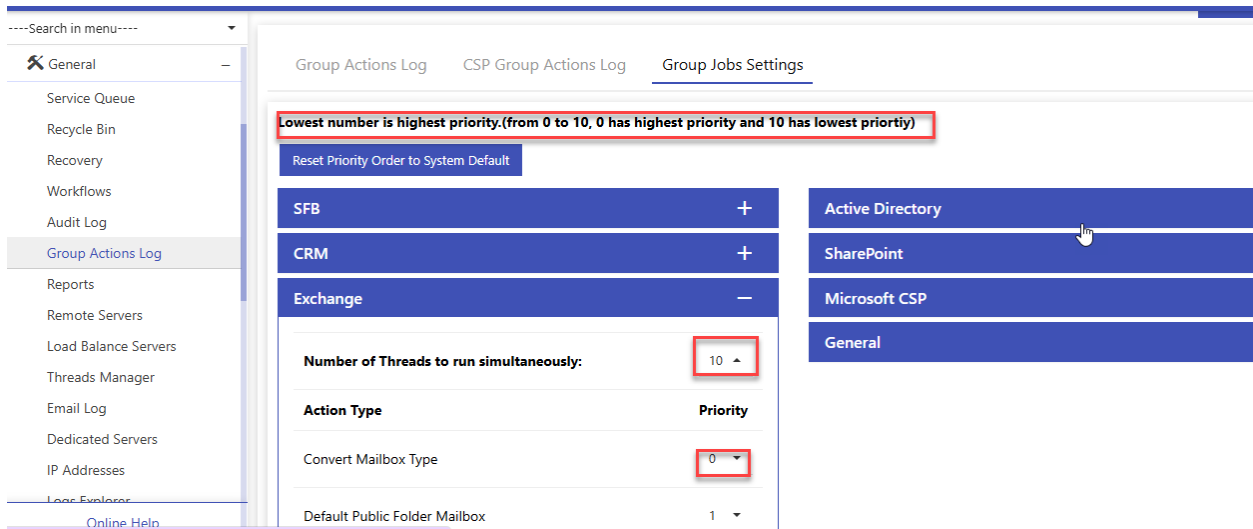 ----Search in menu----
General
Service Queue
Recycle Bin
Recovery
Workflows
Audit Log
Group Actions Log
Reports
Remote Servers
Load Balance Servers
Threads Manager
Email Log
Dedicated Servers
IP Addresses
Logs Explorer
Online Help
Group Actions Log CSP Group Actions Log Group Jobs Settings
Lowest number is highest priority.(from 0 to 10, 0 has highest priority and 10 has lowest priortiy)
Reset Priority Order to System Default
SFB
CRM
Exchange
Number of Threads to run simultaneously: 10
Action Type Priority
Convert Mailbox Type 0
Default Public Folder Mailbox 1
Active Directory
SharePoint
Microsoft CSP
General